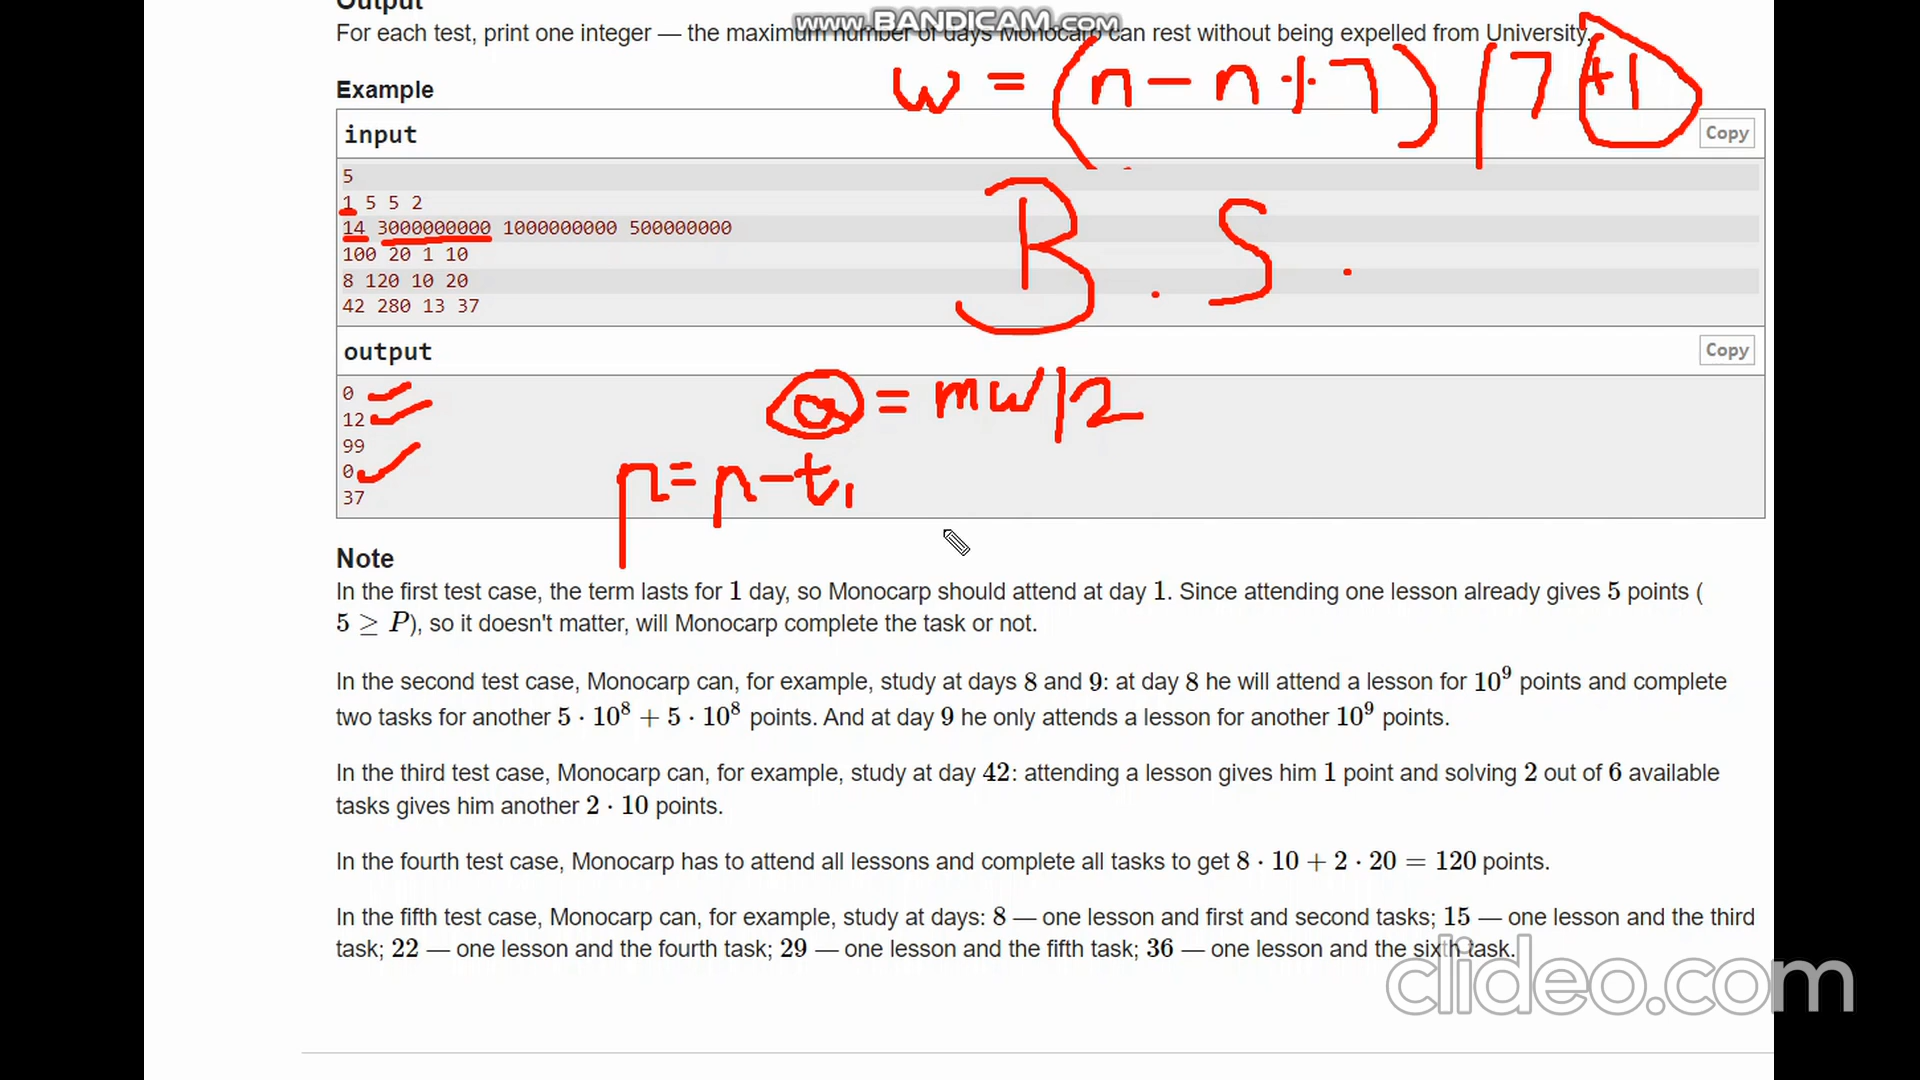 Output
www.BANDICAM.com
For each test, print one integer — the maximum number of days Monocarp can rest without being expelled from University.
w = (n - n + 7) / 7 + 1
Example
input
Copy
5
1 5 5 2
14 3000000000 1000000000 500000000
100 20 1 10
8 120 10 20
42 280 13 37
B . S .
output
Copy
0
12
99
0
37
= mw/2
p = p - t1
Note
In the first test case, the term lasts for 1 day, so Monocarp should attend at day 1. Since attending one lesson already gives 5 points (
5 ≥ P), so it doesn't matter, will Monocarp complete the task or not.
In the second test case, Monocarp can, for example, study at days 8 and 9: at day 8 he will attend a lesson for 10⁹ points and complete
two tasks for another 5 · 10⁸ + 5 · 10⁸ points. And at day 9 he only attends a lesson for another 10⁹ points.
In the third test case, Monocarp can, for example, study at day 42: attending a lesson gives him 1 point and solving 2 out of 6 available
tasks gives him another 2 · 10 points.
In the fourth test case, Monocarp has to attend all lessons and complete all tasks to get 8 · 10 + 2 · 20 = 120 points.
In the fifth test case, Monocarp can, for example, study at days: 8 — one lesson and first and second tasks; 15 — one lesson and the third
task; 22 — one lesson and the fourth task; 29 — one lesson and the fifth task; 36 — one lesson and the sixth task.
clideo.com